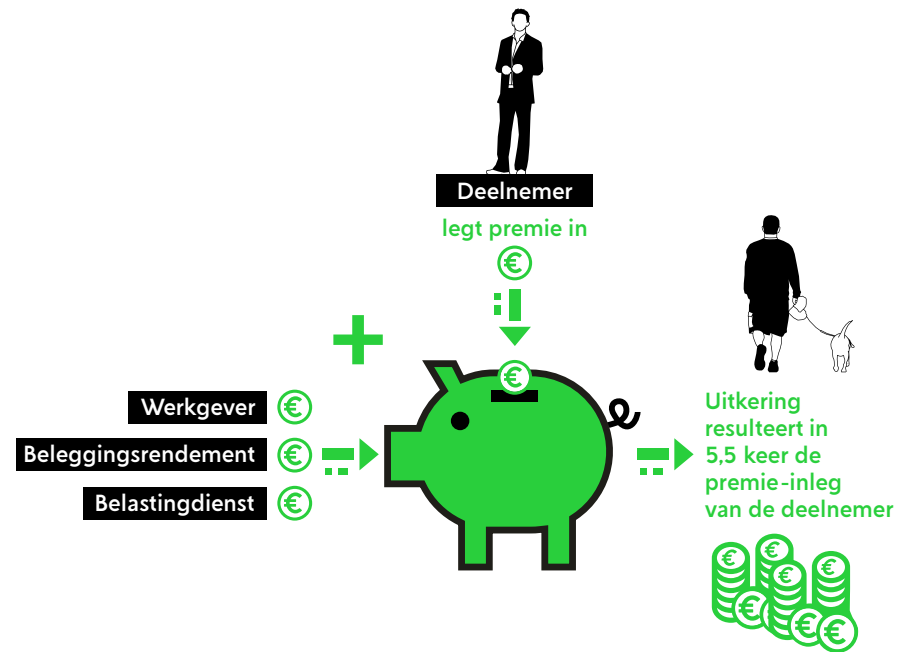 Deelnemer
legt premie in
€
€
Werkgever €
Beleggingsrendement €
Belastingdienst €
Uitkering
resulteert in
5,5 keer de
premie-inleg
van de deelnemer
€ € € €
€ € €